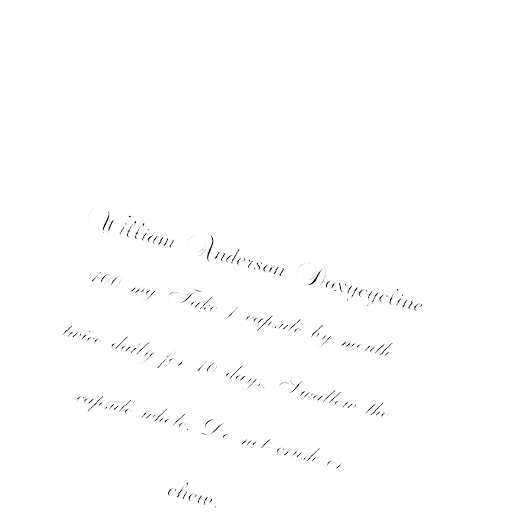 William Anderson Doxycycline
100 mg Take 1 capsule by mouth
twice daily for 10 days. Swallow the
capsule whole. Do not crush or
chew.